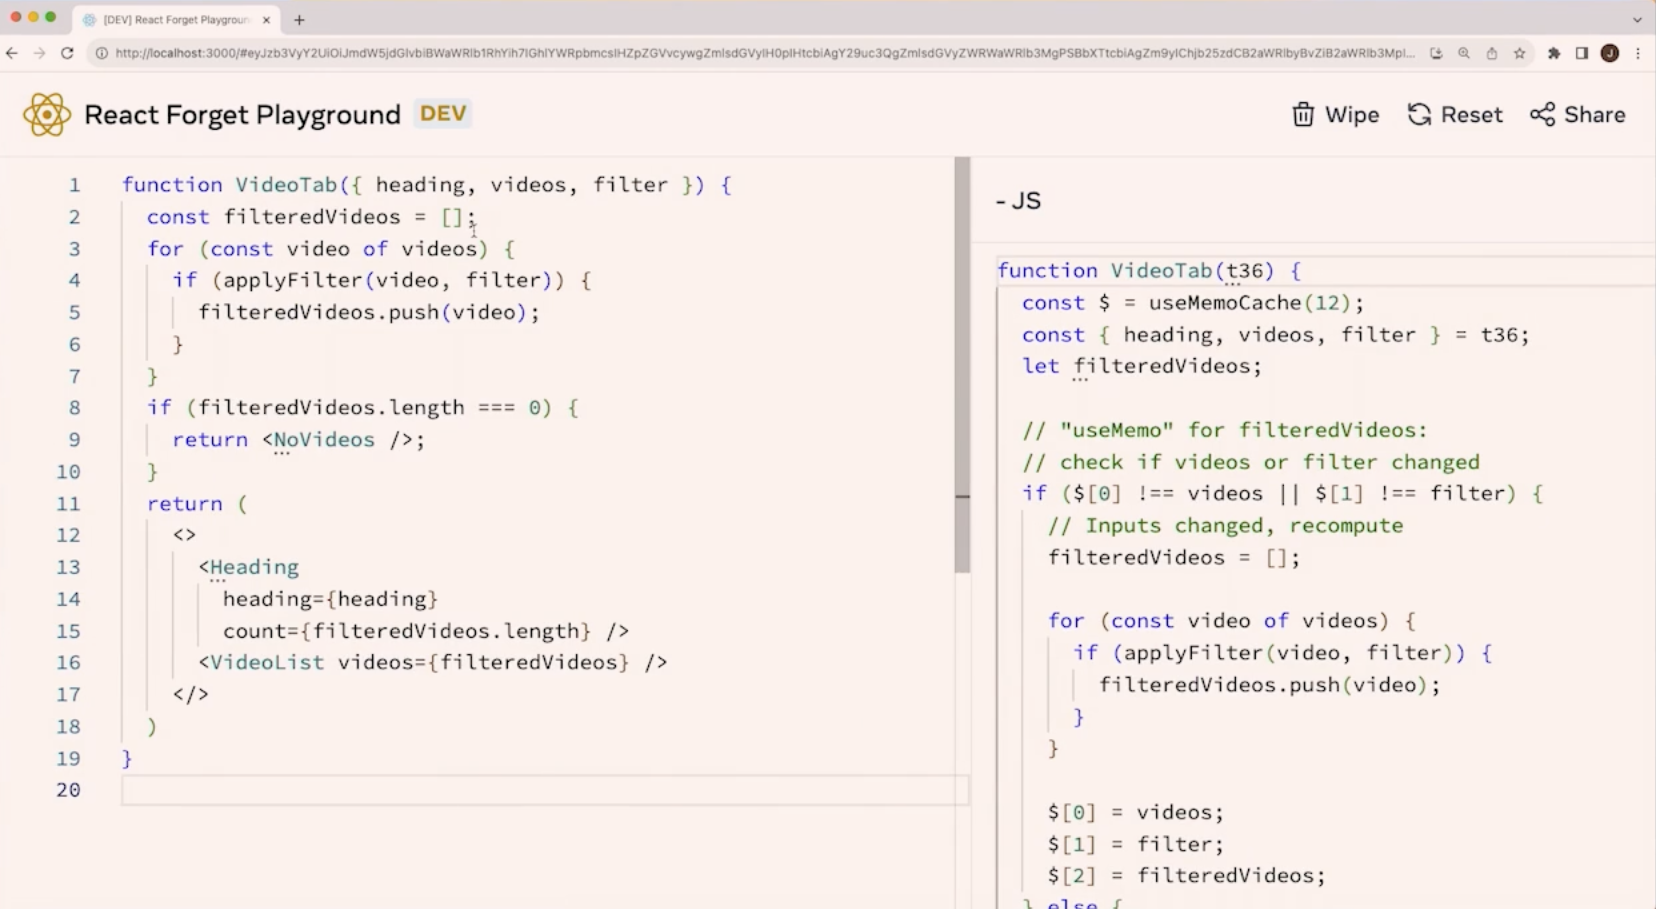 [DEV] React Forget Playgroun
http://localhost:3000/
React Forget Playground DEV
Wipe Reset Share
1 function VideoTab({ heading, videos, filter }) {
2 const filteredVideos = [];
3 for (const video of videos) {
4 if (applyFilter(video, filter)) {
5 filteredVideos.push(video);
6 }
7 }
8 if (filteredVideos.length === 0) {
9 return <NoVideos />;
10 }
11 return (
12 <>
13 <Heading
14 heading={heading}
15 count={filteredVideos.length} />
16 <VideoList videos={filteredVideos} />
17 </>
18 )
19 }
20
- JS
function VideoTab(t36) {
const $ = useMemoCache(12);
const { heading, videos, filter } = t36;
let filteredVideos;
// "useMemo" for filteredVideos:
// check if videos or filter changed
if ($[0] !== videos || $[1] !== filter) {
// Inputs changed, recompute
filteredVideos = [];
for (const video of videos) {
if (applyFilter(video, filter)) {
filteredVideos.push(video);
}
}
$[0] = videos;
$[1] = filter;
$[2] = filteredVideos;
} else {